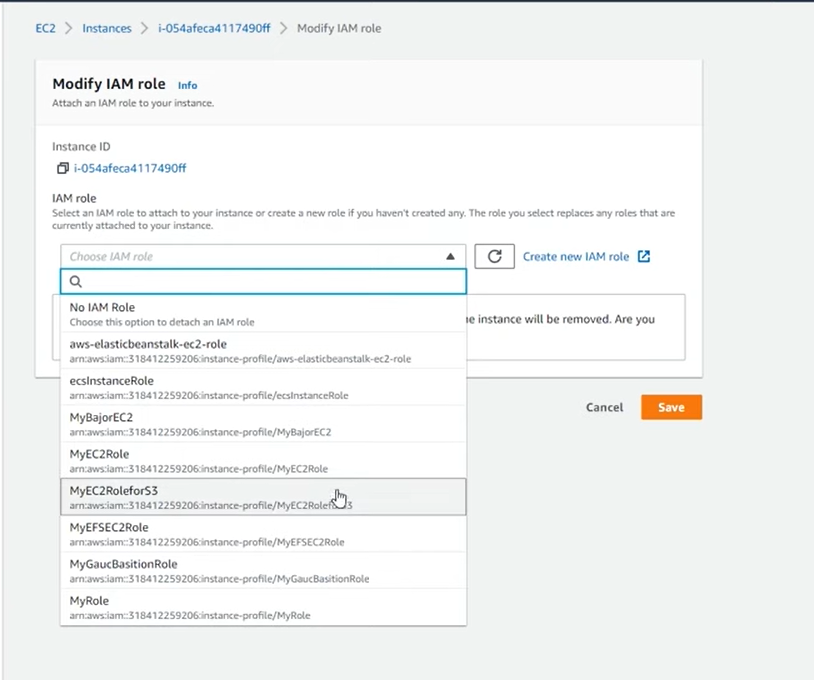 EC2 > Instances > i-054afeca4117490ff > Modify IAM role
Modify IAM role Info
Attach an IAM role to your instance.
Instance ID
i-054afeca4117490ff
IAM role
Select an IAM role to attach to your instance or create a new role if you haven't created any. The role you select replaces any roles that are
currently attached to your instance.
Choose IAM role
Create new IAM role
No IAM Role
Choose this option to detach an IAM role
instance will be removed. Are you
aws-elasticbeanstalk-ec2-role
arn:aws:iam::318412259206:instance-profile/aws-elasticbeanstalk-ec2-role
ecsInstanceRole
arn:aws:iam::318412259206:instance-profile/ecsInstanceRole
MyBajorEC2
arn:aws:iam::318412259206:instance-profile/MyBajorEC2
MyEC2Role
arn:aws:iam::318412259206:instance-profile/MyEC2Role
MyEC2RoleforS3
arn:aws:iam::318412259206:instance-profile/MyEC2RoleforS3
MyEFSEC2Role
arn:aws:iam::318412259206:instance-profile/MyEFSEC2Role
MyGaucBasitionRole
arn:aws:iam::318412259206:instance-profile/MyGaucBasitionRole
MyRole
arn:aws:iam::318412259206:instance-profile/MyRole
Cancel
Save